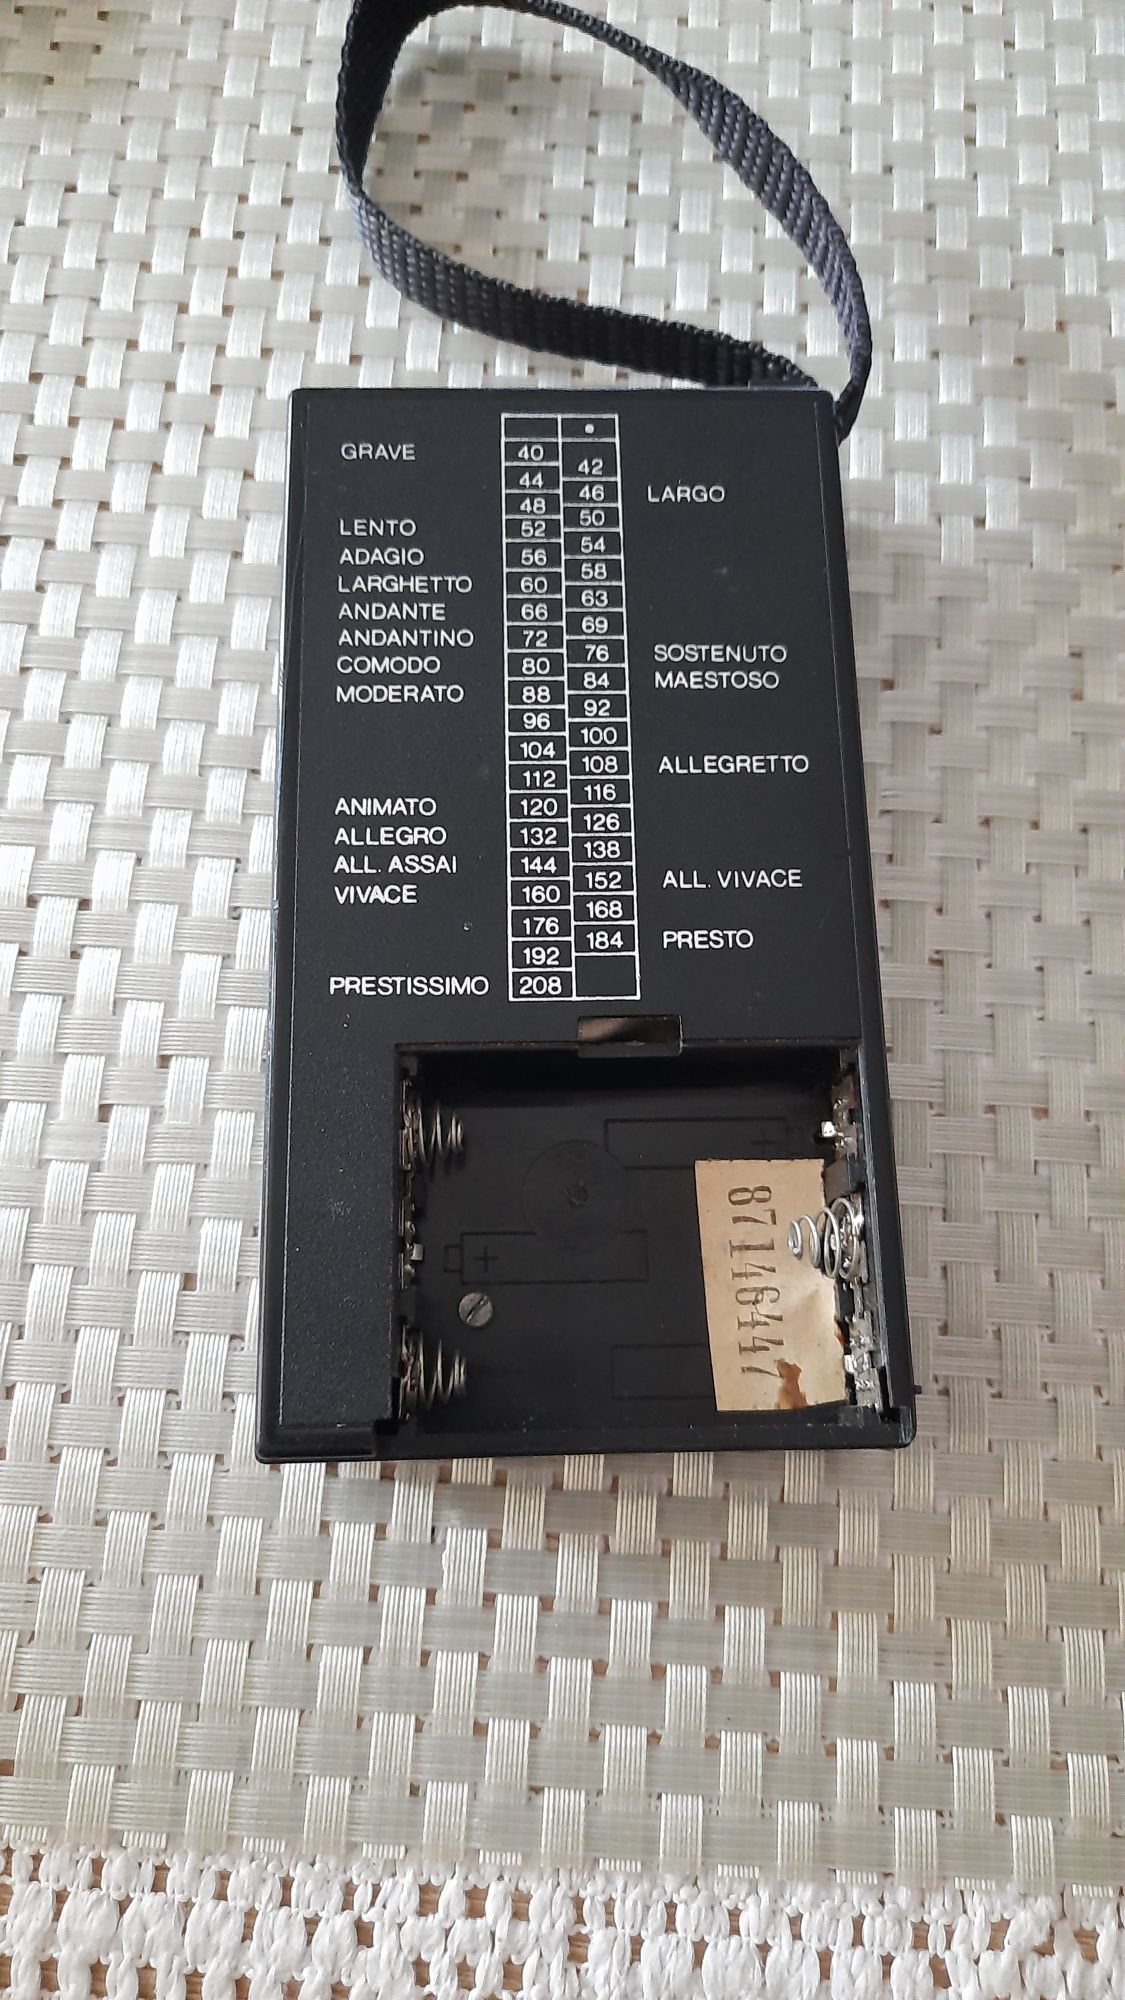 GRAVE 40
42
44
46 LARGO
48
50
LENTO 52
54
ADAGIO 56
58
LARGHETTO 60
63
ANDANTE 66
69
ANDANTINO 72
76 SOSTENUTO
COMODO 80
84 MAESTOSO
MODERATO 88
92
96
100
104
108 ALLEGRETTO
112
116
ANIMATO 120
126
ALLEGRO 132
138
ALL. ASSAI 144
152 ALL. VIVACE
VIVACE 160
168
176
184 PRESTO
192
PRESTISSIMO 208
+
+
87146447